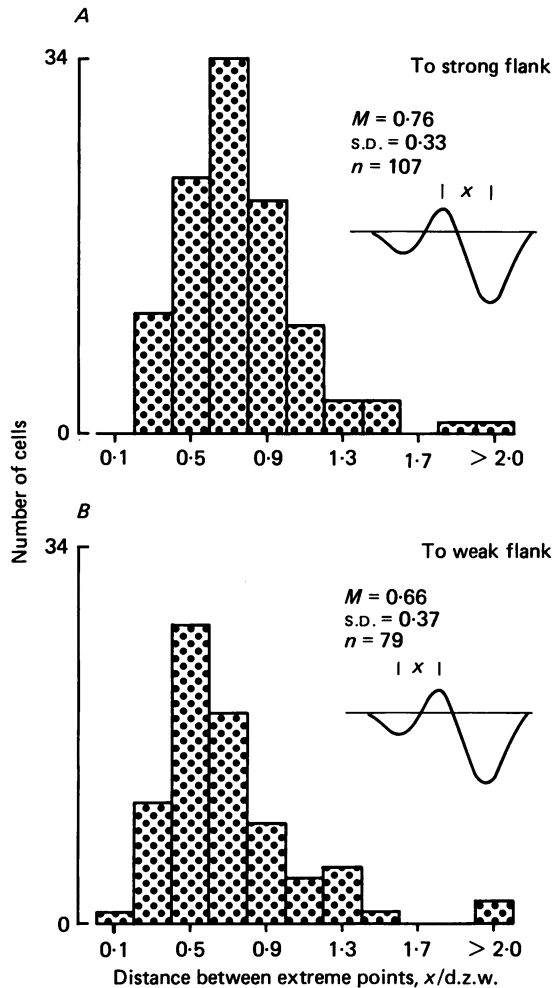 A
34
To strong flank
M = 0·76
S.D. = 0·33
n = 107
x
0
0·1 0·5 0·9 1·3 1·7 > 2·0
Number of cells
B
34
To weak flank
M = 0·66
S.D. = 0·37
n = 79
x
0
0·1 0·5 0·9 1·3 1·7 > 2·0
Distance between extreme points, x/d.z.w.